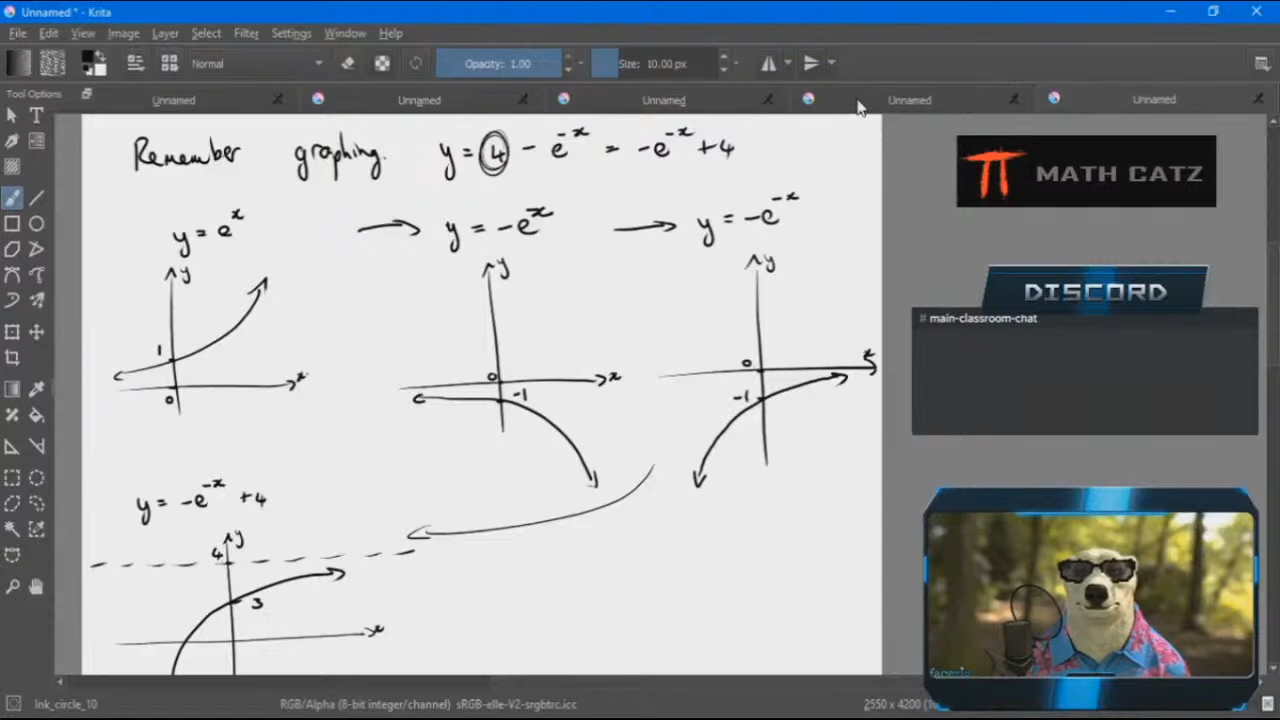 Unnamed * - Krita
File Edit View Image Layer Select Filter Settings Window Help
Normal Opacity: 1.00 Size: 10.00 px
Tool Options
Unnamed Unnamed Unnamed Unnamed Unnamed
Remember graphing. y = 4 - e^-x = -e^-x + 4
y = e^x → y = -e^x → y = -e^-x
y y y
1 0 x
0 -1 x
0 -1 x
y = -e^-x + 4
4 y
3
x
π MATH CATZ
DISCORD
# main-classroom-chat
facerig
Ink_circle_10 RGB/Alpha (8-bit integer/channel) sRGB-elle-V2-srgbtrc.icc 2550 x 4200 (10